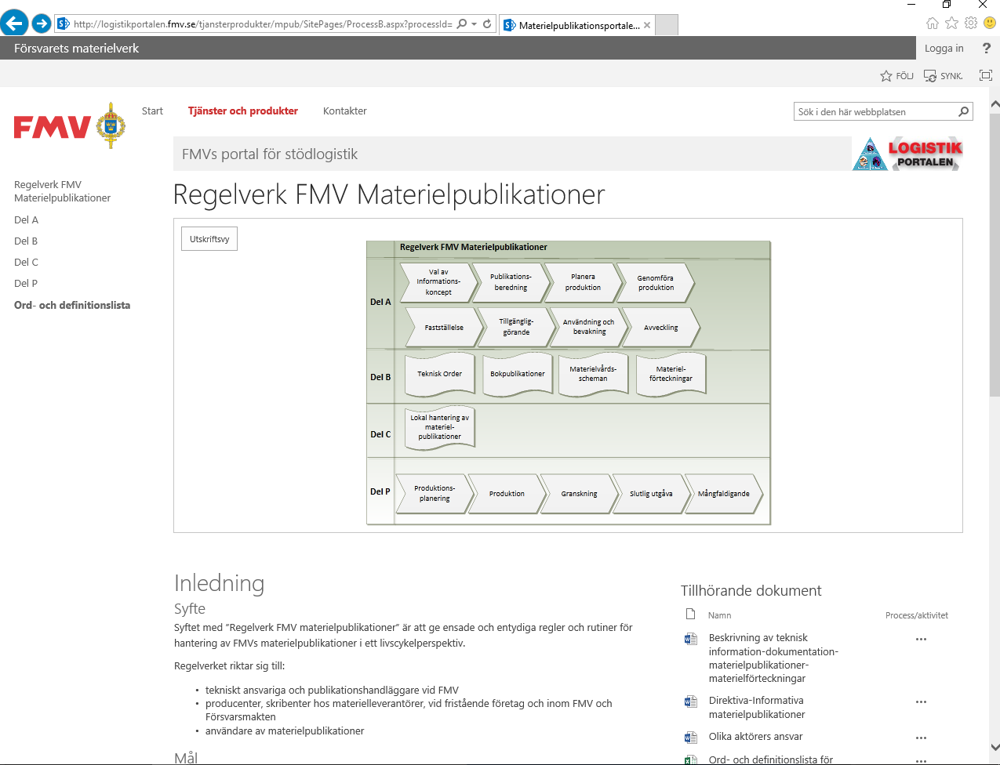 http://logistikportalen.fmv.se/tjansterprodukter/mpub/SitePages/ProcessB.aspx?processId=
Materielpublikationsportale...
Försvarets materielverk
Logga in
?
FÖLJ
SYNK.
FMV
Start
Tjänster och produkter
Kontakter
Sök i den här webbplatsen
FMVs portal för stödlogistik
LOGISTIK
PORTALEN
Regelverk FMV
Materielpublikationer
Del A
Del B
Del C
Del P
Ord- och definitionslista
Regelverk FMV Materielpublikationer
Utskriftsvy
Regelverk FMV Materielpublikationer
Del A
Val av
Informations-
koncept
Publikations-
beredning
Planera
produktion
Genomföra
produktion
Fastställelse
Tillgänglig-
görande
Användning och
bevakning
Avveckling
Del B
Teknisk Order
Bokpublikationer
Materielvårds-
scheman
Materiel-
förteckningar
Del C
Lokal hantering av
materiel-
publikationer
Del P
Produktions-
planering
Produktion
Granskning
Slutlig utgåva
Mångfaldigande
Inledning
Syfte
Syftet med ”Regelverk FMV materielpublikationer” är att ge ensade och entydiga regler och rutiner för
hantering av FMVs materielpublikationer i ett livscykelperspektiv.
Regelverket riktar sig till:
• tekniskt ansvariga och publikationshandläggare vid FMV
• producenter, skribenter hos materielleverantörer, vid fristående företag och inom FMV och
Försvarsmakten
• användare av materielpublikationer
Mål
Tillhörande dokument
Namn
Process/aktivitet
Beskrivning av teknisk
information-dokumentation-
materielpublikationer-
materielförteckningar
...
Direktiva-Informativa
materielpublikationer
...
Olika aktörers ansvar
...
Ord- och definitionslista för
...